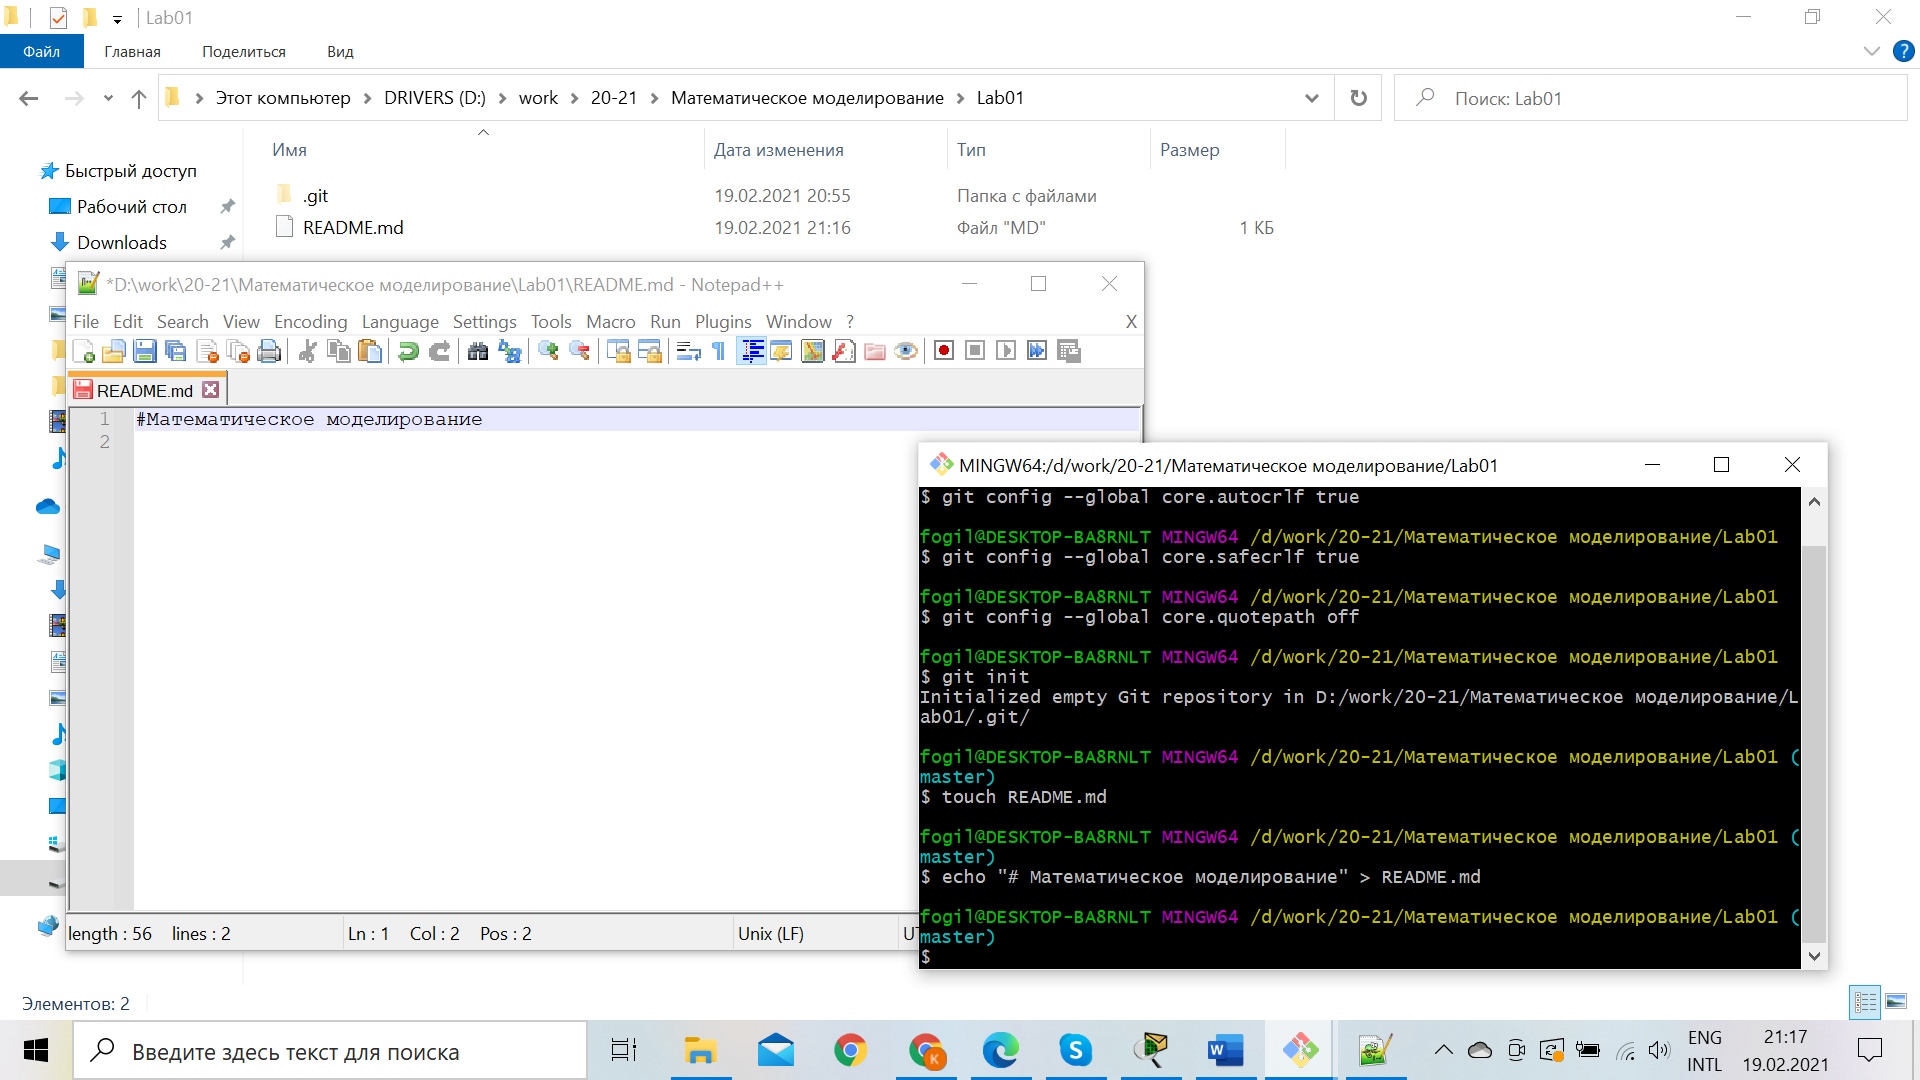 Lab01
Файл Главная Поделиться Вид
Этот компьютер DRIVERS (D:) work 20-21 Математическое моделирование Lab01
Поиск: Lab01
Имя Дата изменения Тип Размер
Быстрый доступ
.git 19.02.2021 20:55 Папка с файлами
Рабочий стол
README.md 19.02.2021 21:16 Файл "MD" 1 КБ
Downloads
*D:\work\20-21\Математическое моделирование\Lab01\README.md - Notepad++
File Edit Search View Encoding Language Settings Tools Macro Run Plugins Window ? X
README.md
1 #Математическое моделирование
2
length : 56 lines : 2 Ln : 1 Col : 2 Pos : 2 Unix (LF) UT
MINGW64:/d/work/20-21/Математическое моделирование/Lab01
$ git config --global core.autocrlf true
fogil@DESKTOP-BA8RNLT MINGW64 /d/work/20-21/Математическое моделирование/Lab01
$ git config --global core.safecrlf true
fogil@DESKTOP-BA8RNLT MINGW64 /d/work/20-21/Математическое моделирование/Lab01
$ git config --global core.quotepath off
fogil@DESKTOP-BA8RNLT MINGW64 /d/work/20-21/Математическое моделирование/Lab01
$ git init
Initialized empty Git repository in D:/work/20-21/Математическое моделирование/L
ab01/.git/
fogil@DESKTOP-BA8RNLT MINGW64 /d/work/20-21/Математическое моделирование/Lab01 (
master)
$ touch README.md
fogil@DESKTOP-BA8RNLT MINGW64 /d/work/20-21/Математическое моделирование/Lab01 (
master)
$ echo "# Математическое моделирование" > README.md
fogil@DESKTOP-BA8RNLT MINGW64 /d/work/20-21/Математическое моделирование/Lab01 (
master)
$
Элементов: 2
Введите здесь текст для поиска
ENG
INTL
21:17
19.02.2021